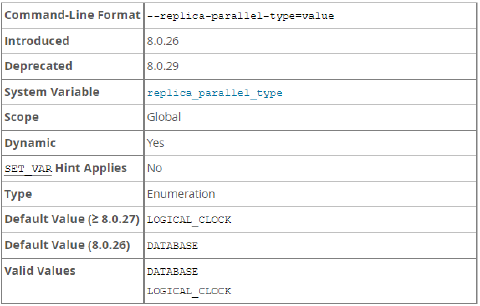 Command-Line Format --replica-parallel-type=value
Introduced 8.0.26
Deprecated 8.0.29
System Variable replica_parallel_type
Scope Global
Dynamic Yes
SET_VAR Hint Applies No
Type Enumeration
Default Value (≥ 8.0.27) LOGICAL_CLOCK
Default Value (8.0.26) DATABASE
Valid Values DATABASE
LOGICAL_CLOCK